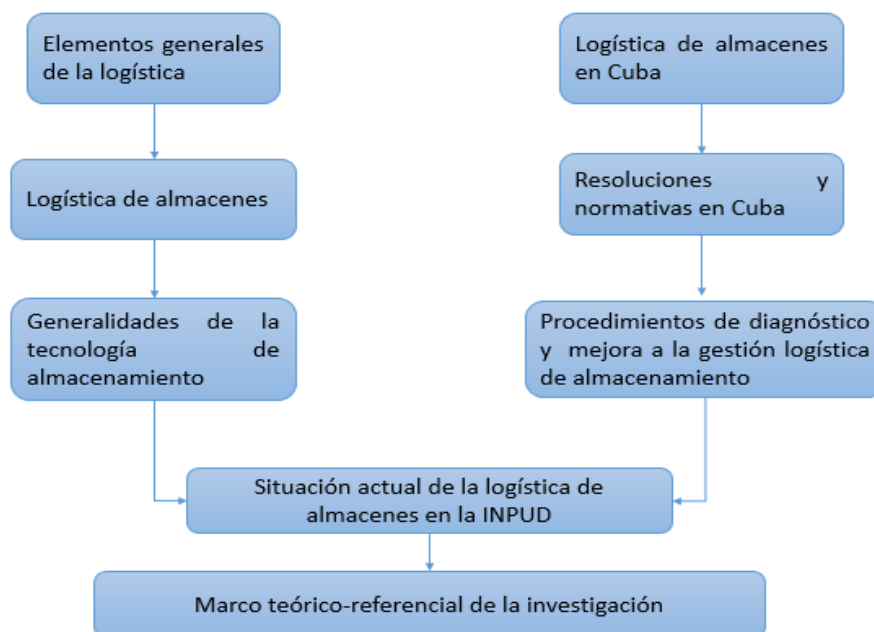 Elementos generales
de la logística
Logística de almacenes
en Cuba
Logística de almacenes
Resoluciones y
normativas en Cuba
Generalidades de la
tecnología de
almacenamiento
Procedimientos de diagnóstico
y mejora a la gestión logística
de almacenamiento
Situación actual de la logística de
almacenes en la INPUD
Marco teórico-referencial de la investigación